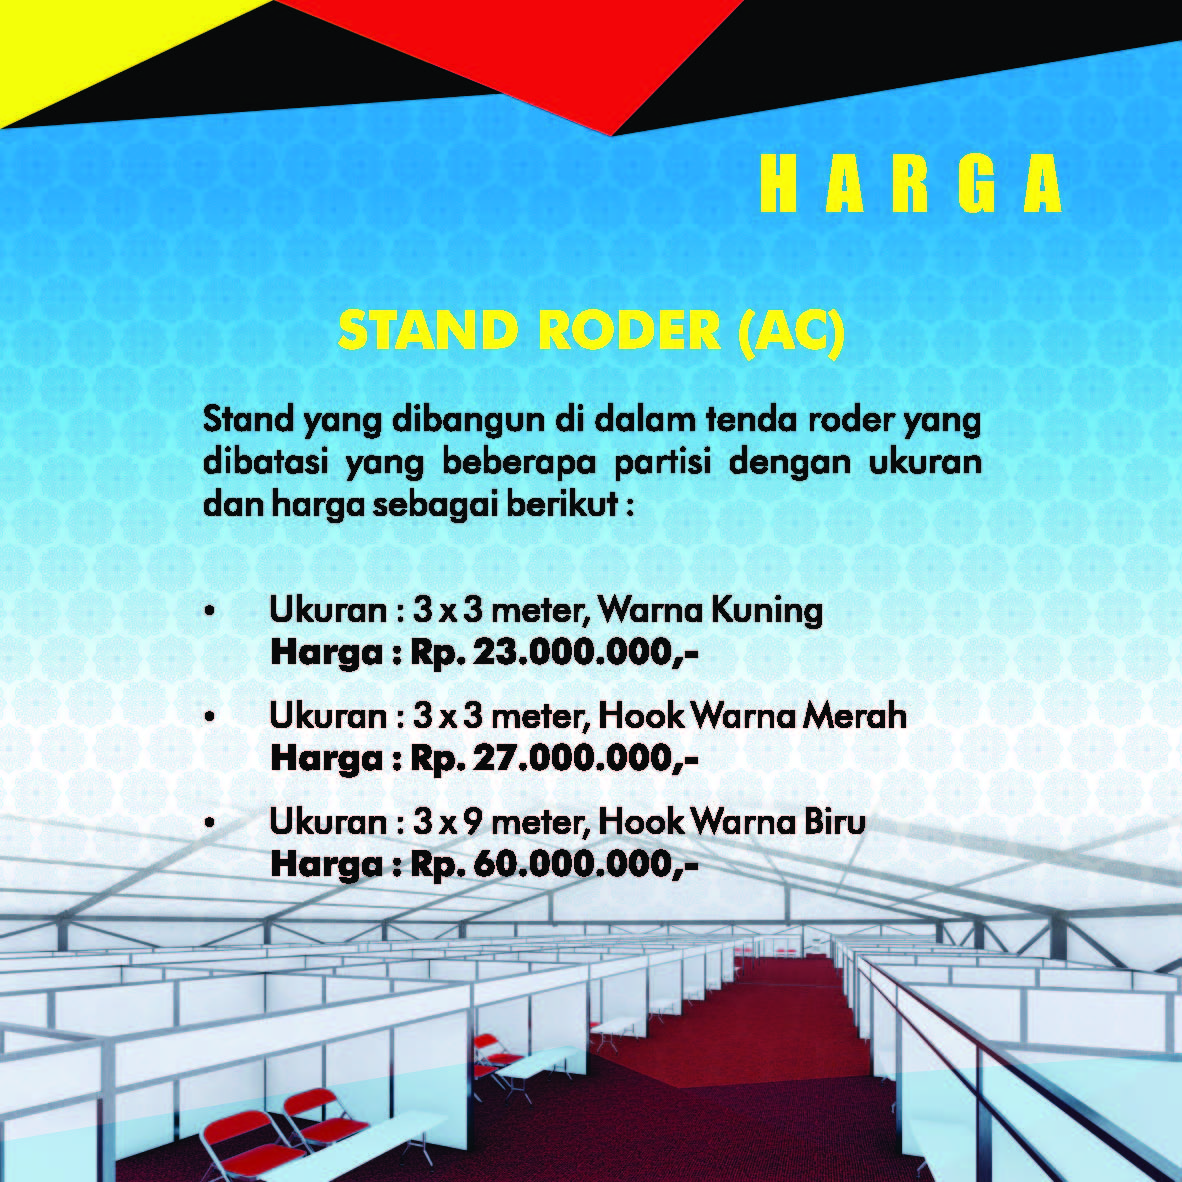 HARGA
STAND RODER (AC)
Stand yang dibangun di dalam tenda roder yang
dibatasi yang beberapa partisi dengan ukuran
dan harga sebagai berikut :
• Ukuran : 3 x 3 meter, Warna Kuning
Harga : Rp. 23.000.000,-
• Ukuran : 3 x 3 meter, Hook Warna Merah
Harga : Rp. 27.000.000,-
• Ukuran : 3 x 9 meter, Hook Warna Biru
Harga : Rp. 60.000.000,-